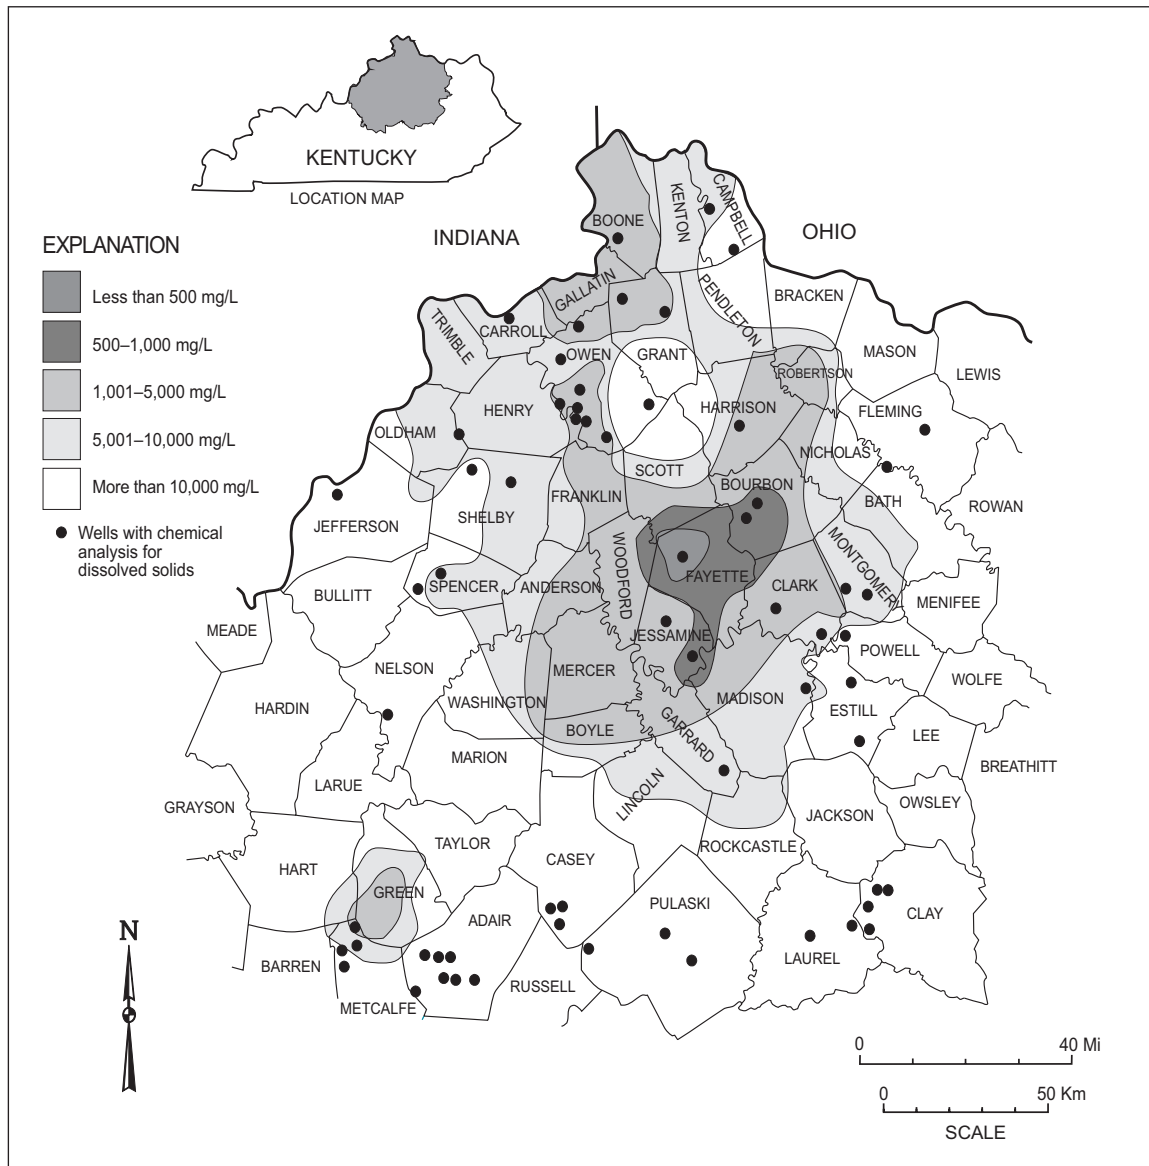 KENTUCKY
LOCATION MAP
INDIANA
OHIO
EXPLANATION
Less than 500 mg/L
500–1,000 mg/L
1,001–5,000 mg/L
5,001–10,000 mg/L
More than 10,000 mg/L
Wells with chemical
analysis for
dissolved solids
BOONE
KENTON
CAMPBELL
GALLATIN
PENDLETON
BRACKEN
TRIMBLE
CARROLL
OWEN
GRANT
ROBERTSON
MASON
LEWIS
HENRY
HARRISON
FLEMING
OLDHAM
NICHOLAS
SCOTT
FRANKLIN
BOURBON
BATH
ROWAN
JEFFERSON
SHELBY
WOODFORD
FAYETTE
MONTGOMERY
SPENCER
ANDERSON
CLARK
BULLITT
MENIFEE
MEADE
JESSAMINE
POWELL
NELSON
MERCER
WOLFE
HARDIN
WASHINGTON
MADISON
ESTILL
BOYLE
GARRARD
LEE
MARION
BREATHITT
LARUE
LINCOLN
GRAYSON
OWSLEY
JACKSON
TAYLOR
ROCKCASTLE
HART
CASEY
GREEN
PULASKI
CLAY
ADAIR
BARREN
LAUREL
RUSSELL
METCALFE
N
0 40 Mi
0 50 Km
SCALE